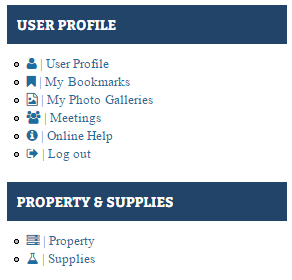 USER PROFILE
| User Profile
| My Bookmarks
| My Photo Galleries
| Meetings
| Online Help
| Log out
PROPERTY & SUPPLIES
| Property
| Supplies